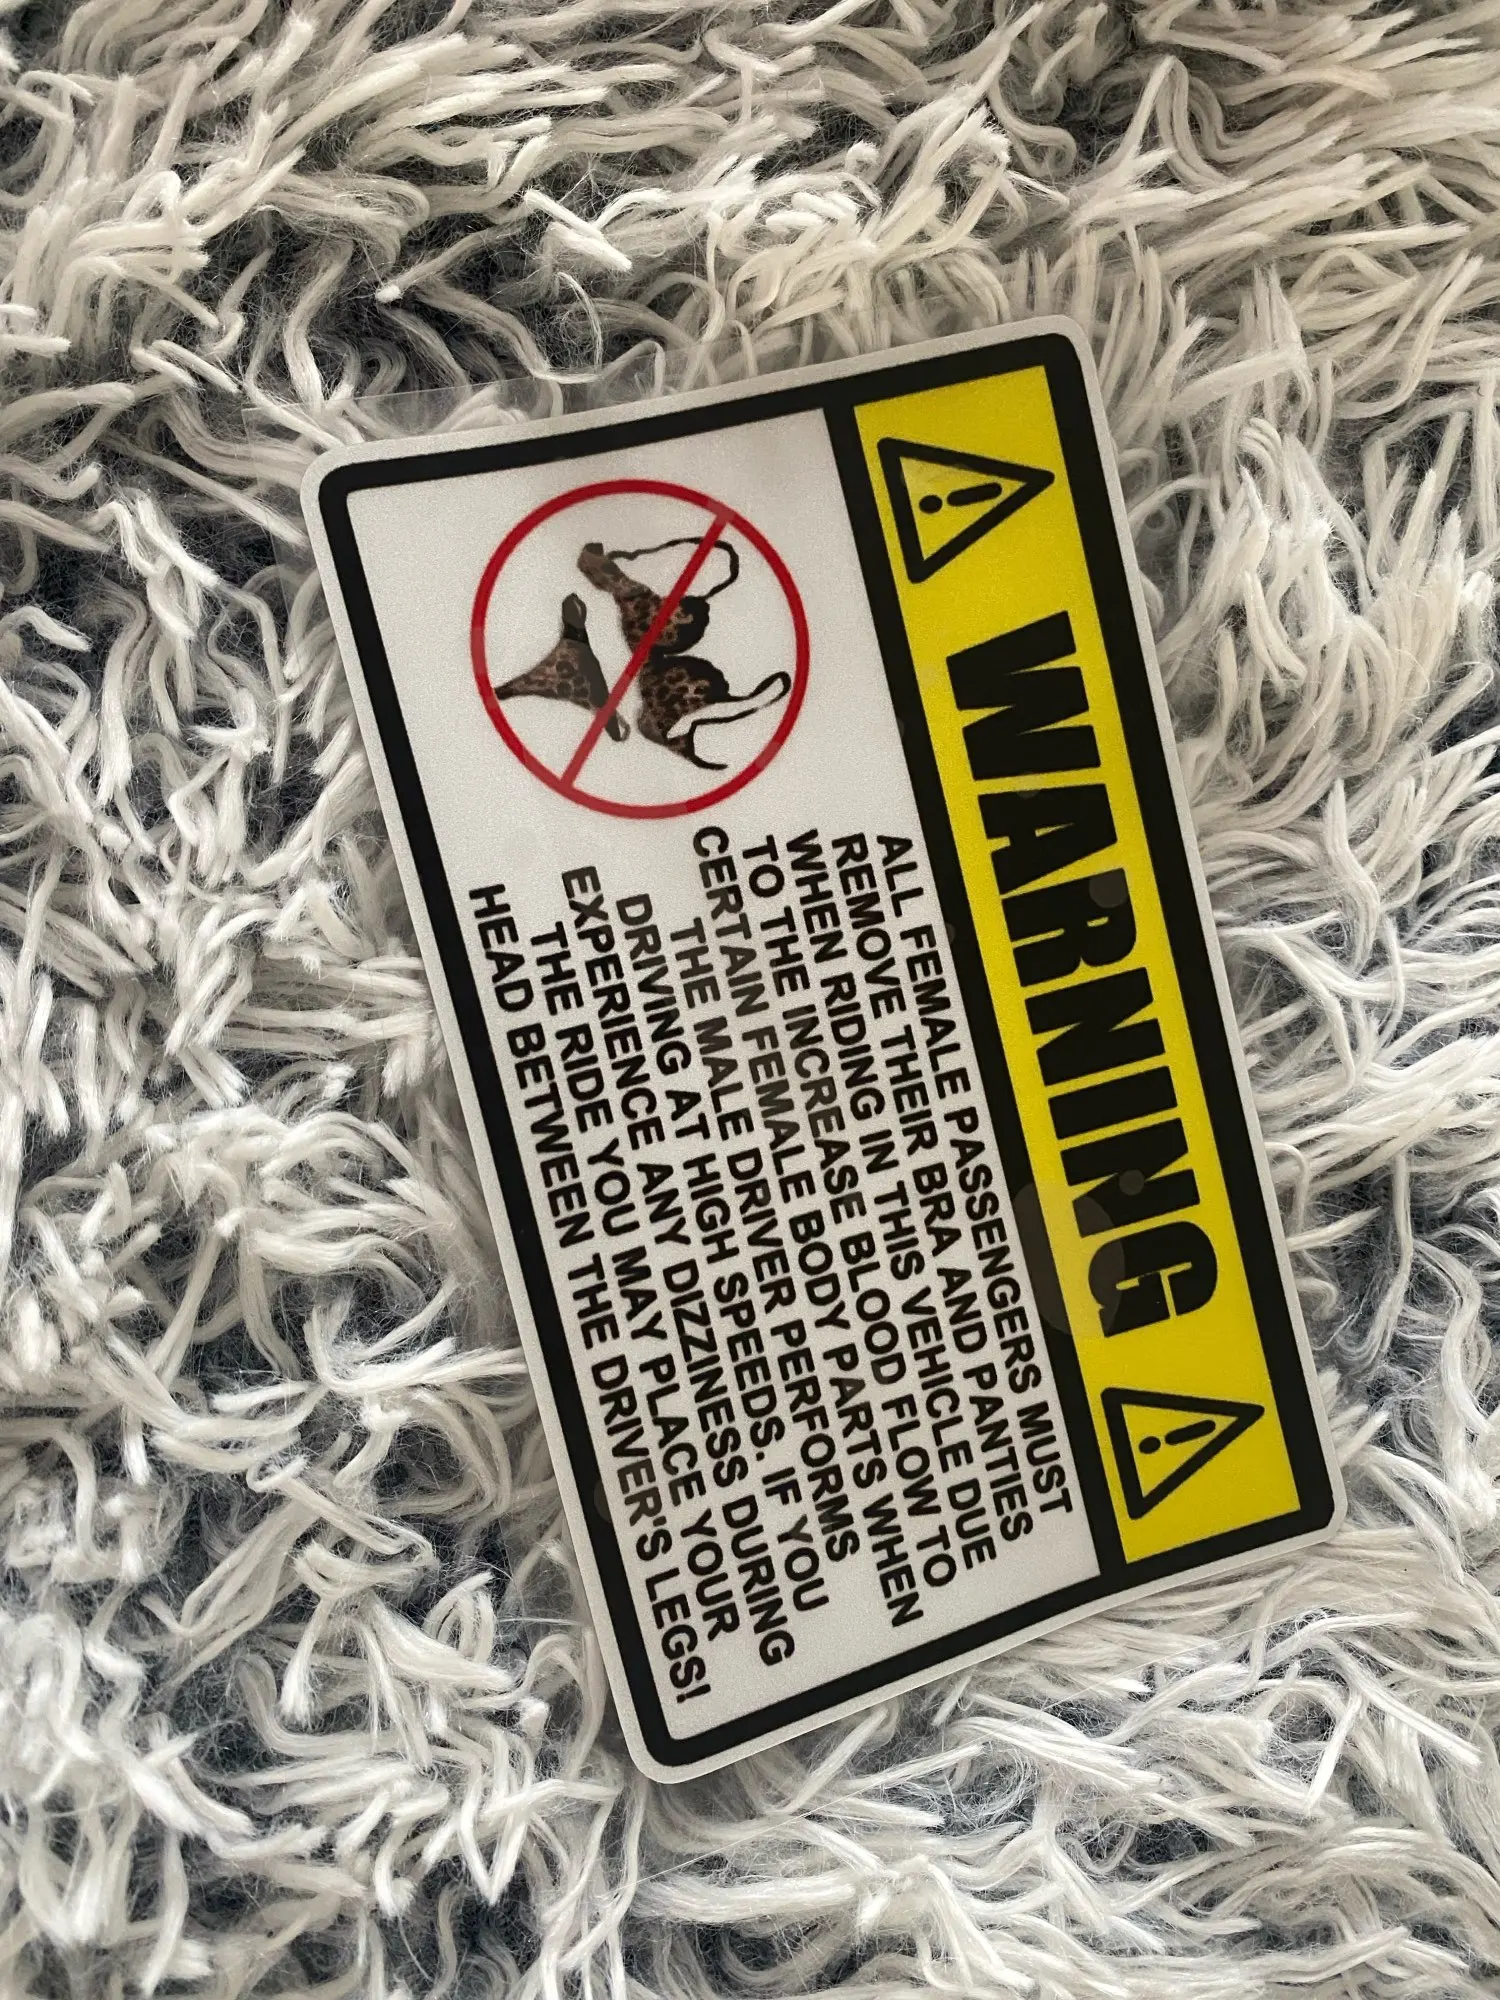 WARNING
ALL FEMALE PASSENGERS MUST
REMOVE THEIR BRA AND PANTIES
WHEN RIDING IN THIS VEHICLE DUE
TO THE INCREASE BLOOD FLOW TO
CERTAIN FEMALE BODY PARTS WHEN
THE MALE DRIVER PERFORMS
DRIVING AT HIGH SPEEDS. IF YOU
EXPERIENCE ANY DIZZINESS DURING
THE RIDE YOU MAY PLACE YOUR
HEAD BETWEEN THE DRIVER'S LEGS!